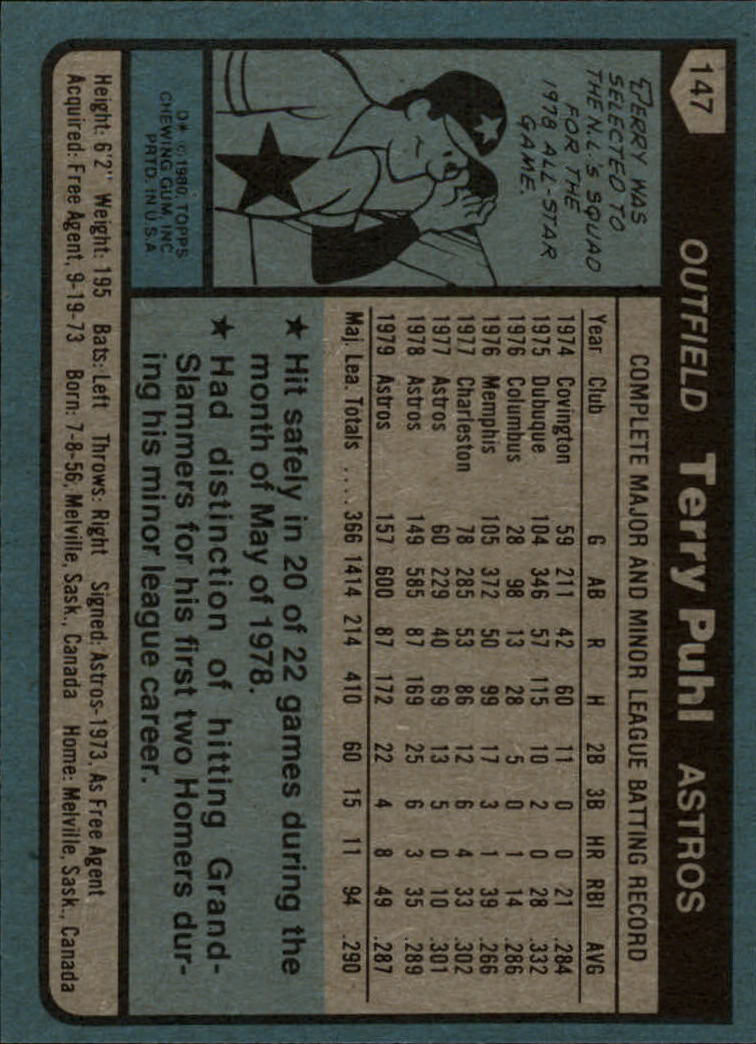 147
OUTFIELD Terry Puhl ASTROS
TERRY WAS
SELECTED TO
THE N.L.'S SQUAD
FOR THE
1978 ALL-STAR
GAME.
D* © 1980 TOPPS
CHEWING GUM, INC
PRTD. IN U.S.A
COMPLETE MAJOR AND MINOR LEAGUE BATTING RECORD
Year Club G AB R H 2B 3B HR RBI AVG
1974 Covington 59 211 42 60 11 0 0 21 .284
1975 Dubuque 104 346 57 115 10 2 0 28 .332
1976 Columbus 28 98 13 28 5 0 1 14 .286
1976 Memphis 105 372 50 99 17 3 1 39 .266
1977 Charleston 78 285 53 86 12 6 4 33 .302
1977 Astros 60 229 40 69 13 5 0 10 .301
1978 Astros 149 585 87 169 25 6 3 35 .289
1979 Astros 157 600 87 172 22 4 8 49 .287
Maj. Lea. Totals .... 366 1414 214 410 60 15 11 94 .290
★ Hit safely in 20 of 22 games during the
month of May of 1978.
★ Had distinction of hitting Grand-
Slammers for his first two Homers dur-
ing his minor league career.
Height: 6'2" Weight: 195 Bats: Left Throws: Right Signed: Astros-1973, As Free Agent
Acquired: Free Agent, 9-19-73 Born: 7-8-56, Melville, Sask., Canada Home: Melville, Sask., Canada